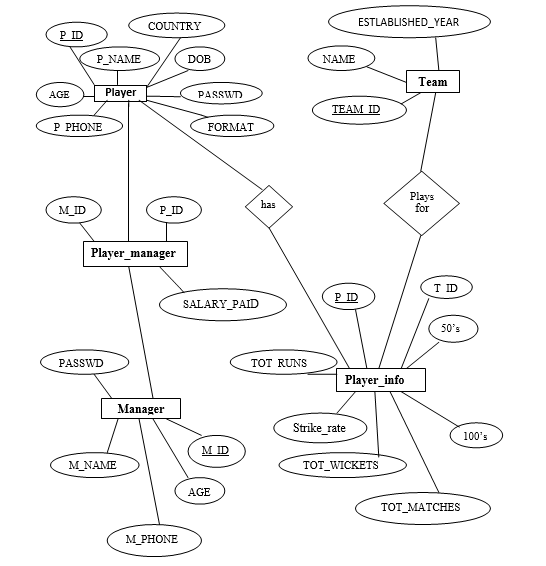 COUNTRY
ESTLABLISHED_YEAR
P_ID
P_NAME
DOB
NAME
Team
AGE
Player
PASSWD
TEAM_ID
P_PHONE
FORMAT
has
Plays
for
M_ID
P_ID
Player_manager
SALARY_PAID
P_ID
T_ID
50's
PASSWD
TOT_RUNS
Player_info
Manager
Strike_rate
100's
M_ID
M_NAME
TOT_WICKETS
AGE
TOT_MATCHES
M_PHONE